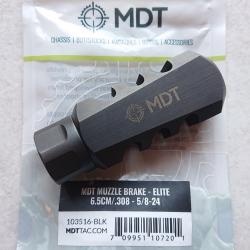 MDT
CHASSIS | BUTTSTOCKS | MAGAZINES | BIPODS | ACCESSORIES
MDT
MDT MUZZLE BRAKE - ELITE
6.5CM/.308 - 5/8-24
103516-BLK
MDTTAC.COM
7 09951 10720 1